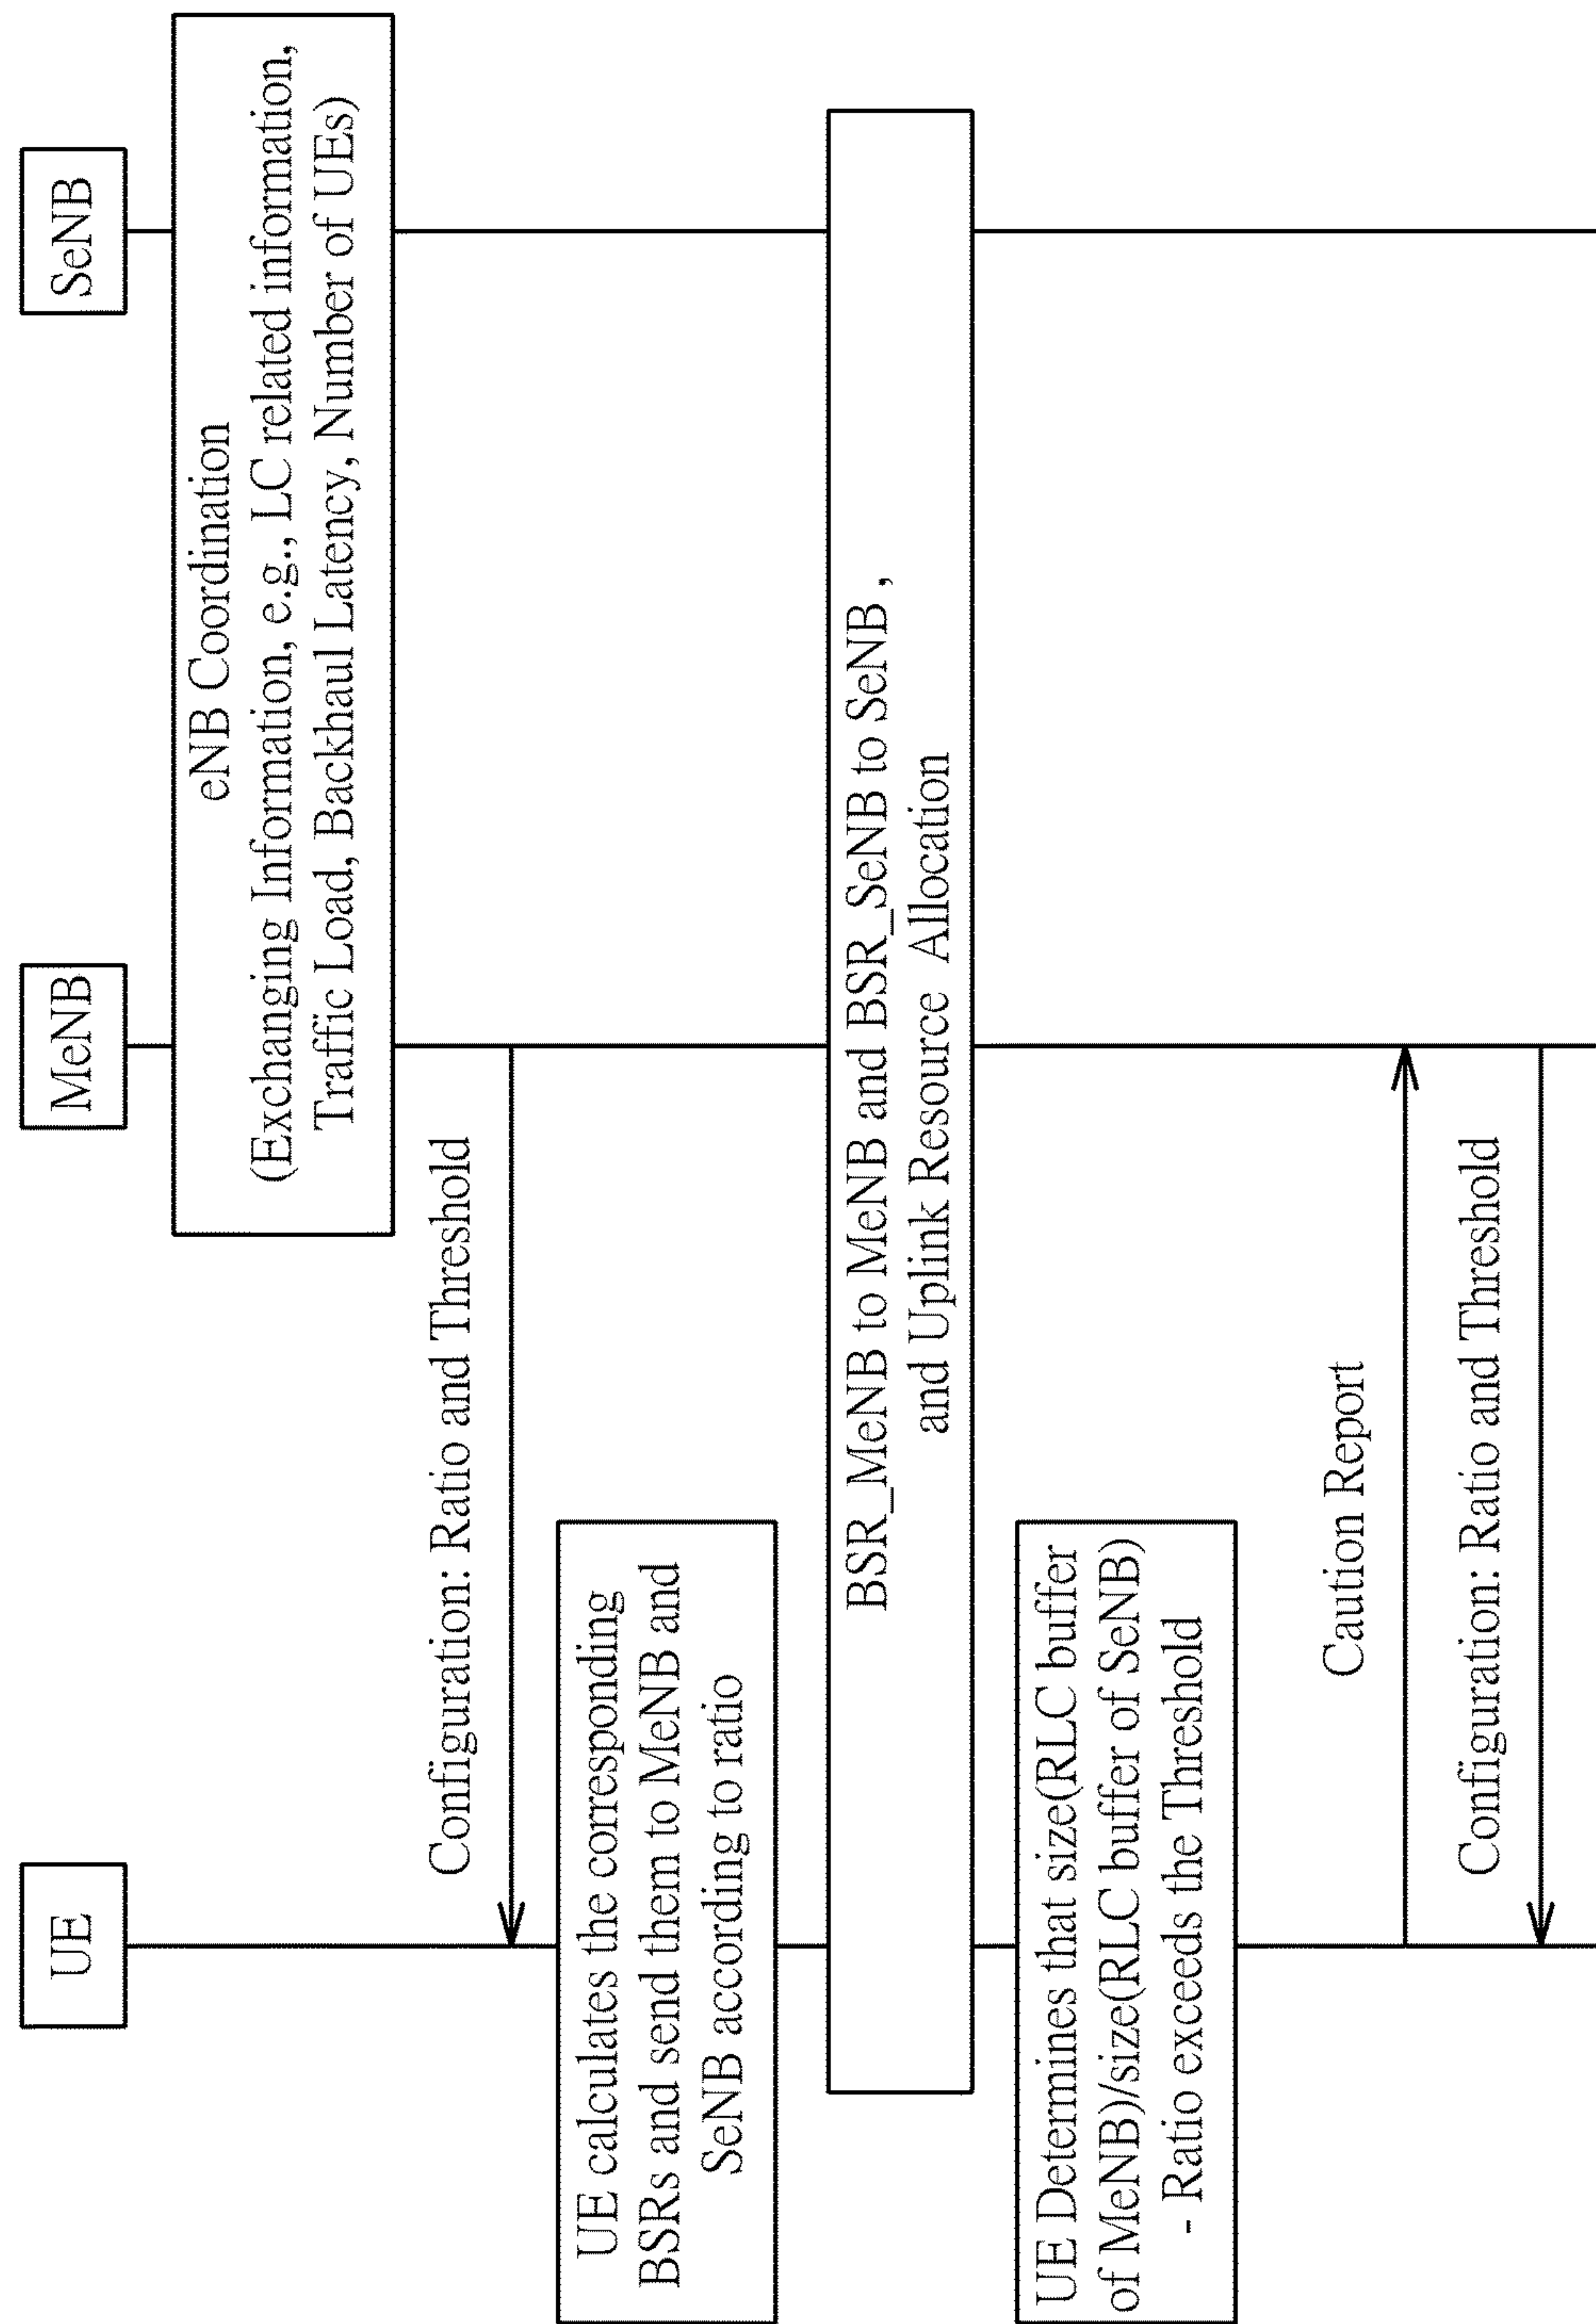 UE
MeNB
SeNB
eNB Coordination
(Exchanging Information, e.g., LC related information,
Traffic Load, Backhaul Latency, Number of UEs)
Configuration: Ratio and Threshold
UE calculates the corresponding
BSRs and send them to MeNB and
SeNB according to ratio
BSR_MeNB to MeNB and BSR_SeNB to SeNB ,
and Uplink Resource Allocation
UE Determines that size(RLC buffer
of MeNB)/size(RLC buffer of SeNB)
- Ratio exceeds the Threshold
Caution Report
Configuration: Ratio and Threshold